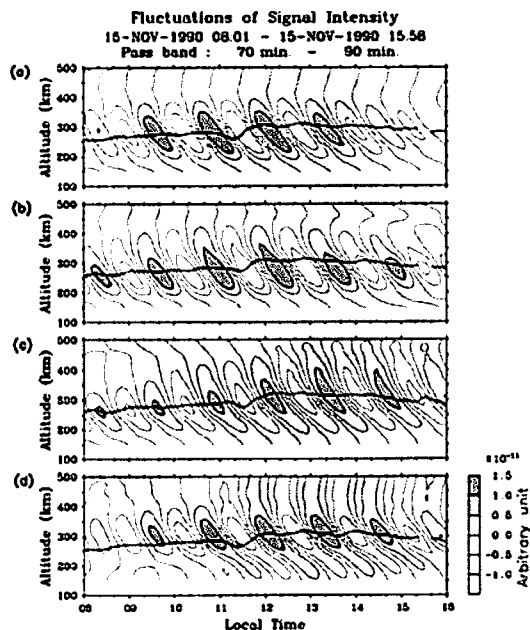 Fluctuations of Signal Intensity
15-NOV-1990 08.01 - 15-NOV-1990 15.58
Pass band : 70 min. - 90 min.
(a)
Altitude (km)
500
400
300
200
100
(b)
Altitude (km)
500
400
300
200
100
(c)
Altitude (km)
500
400
300
200
100
(d)
Altitude (km)
500
400
300
200
100
08 09 10 11 12 13 14 15 16
Local Time
1.5
1.0
0.5
0.0
-0.5
-1.0
Arbitrary unit